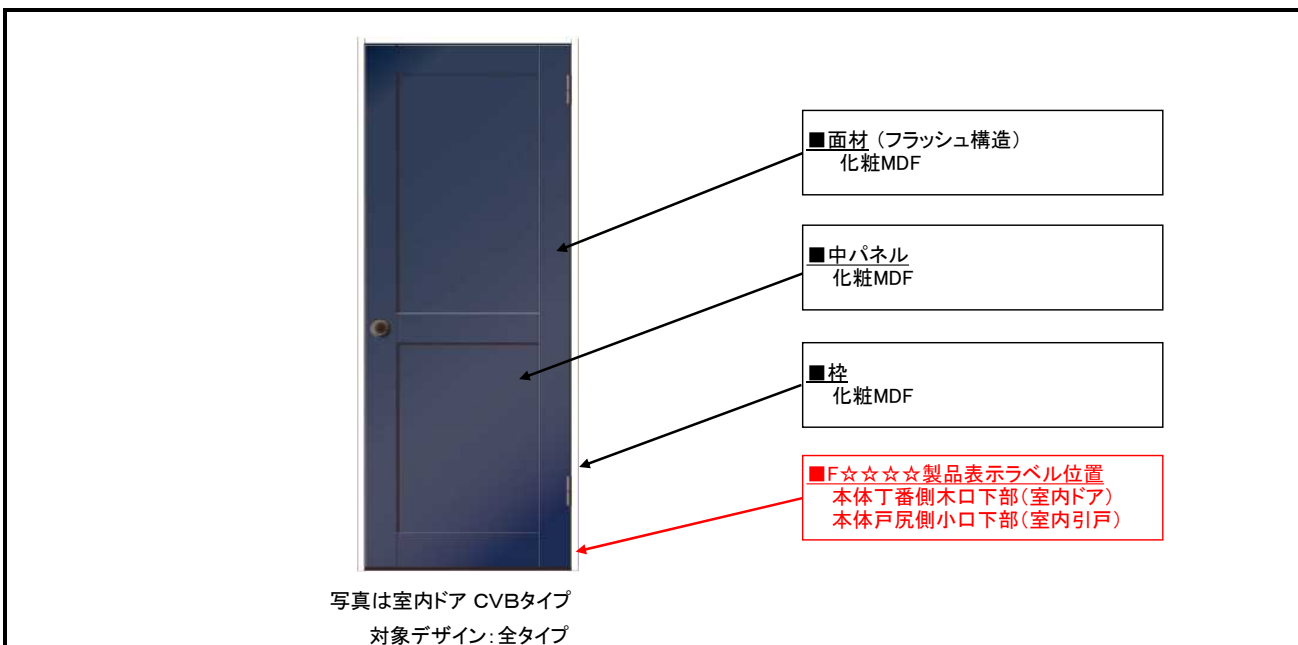 ■面材（フラッシュ構造）
化粧MDF
■中パネル
化粧MDF
■枠
化粧MDF
■F☆☆☆☆製品表示ラベル位置
本体丁番側木口下部（室内ドア）
本体戸尻側小口下部（室内引戸）
写真は室内ドア CVBタイプ
対象デザイン：全タイプ